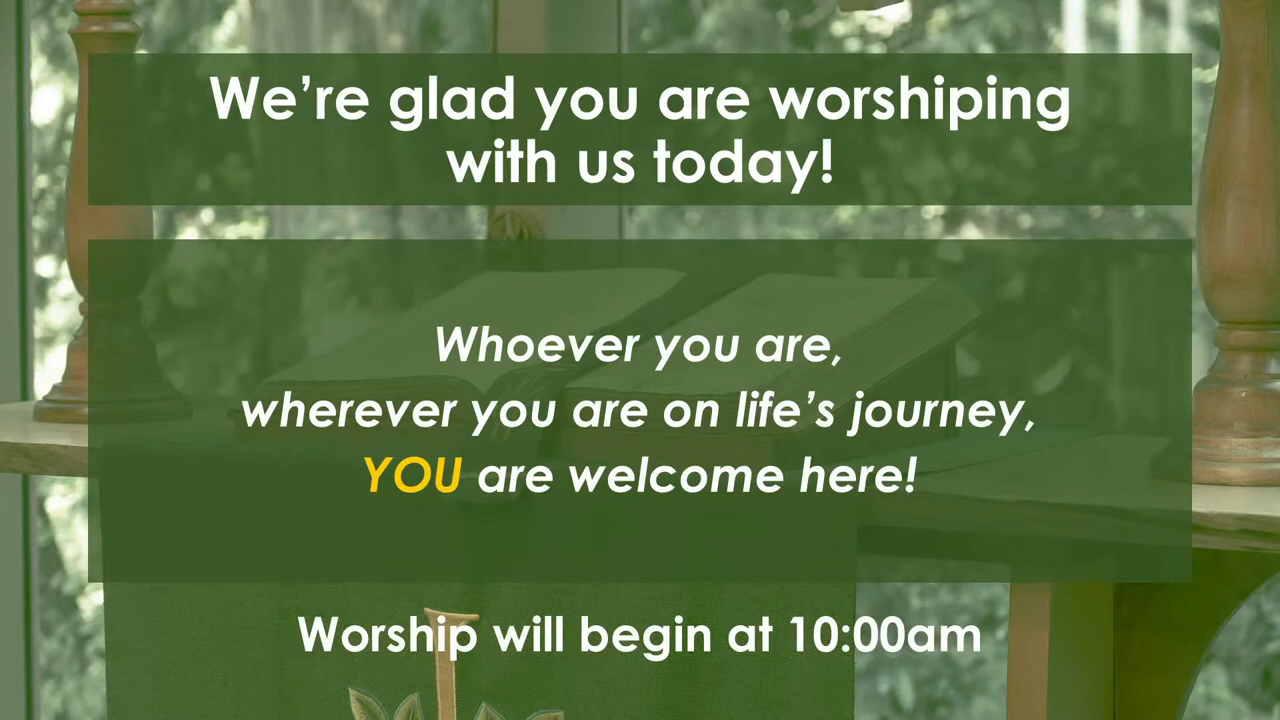 We’re glad you are worshiping
with us today!
Whoever you are,
wherever you are on life’s journey,
YOU are welcome here!
Worship will begin at 10:00am